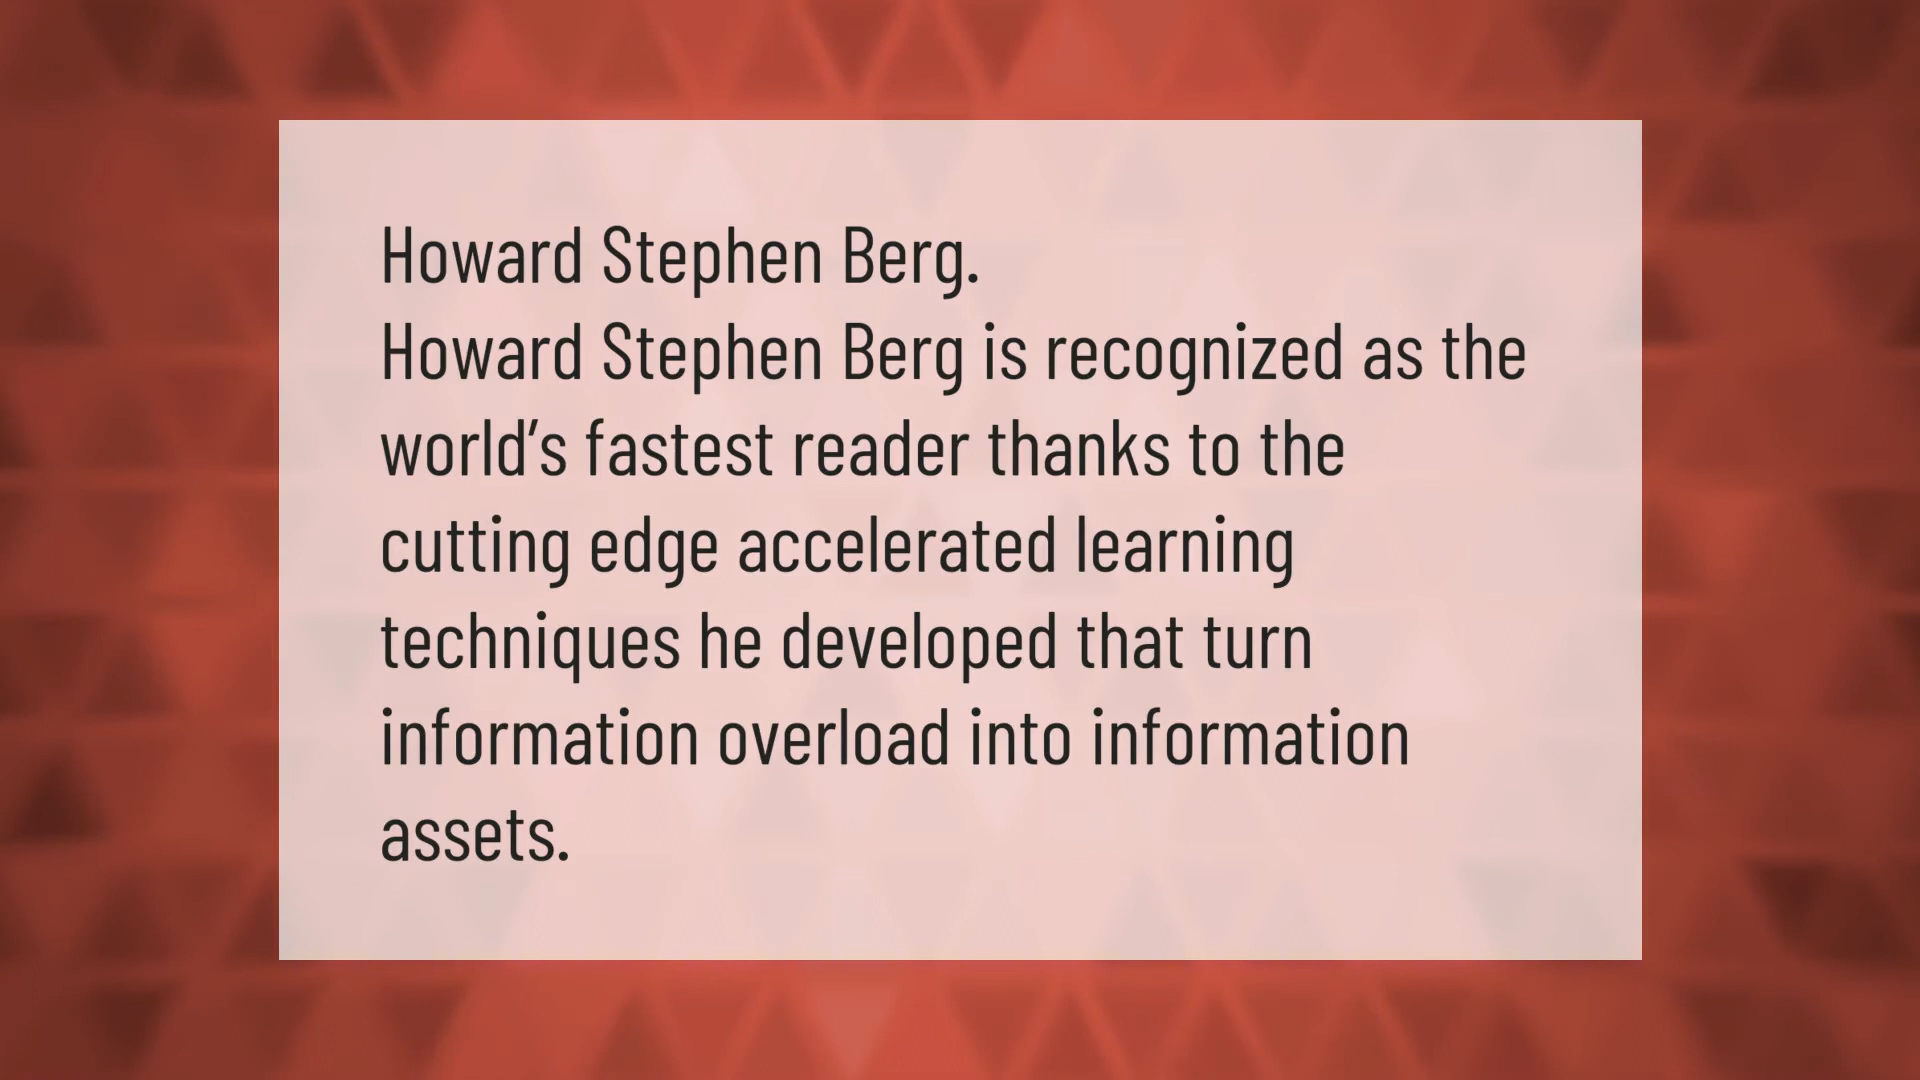 Howard Stephen Berg.
Howard Stephen Berg is recognized as the
world’s fastest reader thanks to the
cutting edge accelerated learning
techniques he developed that turn
information overload into information
assets.